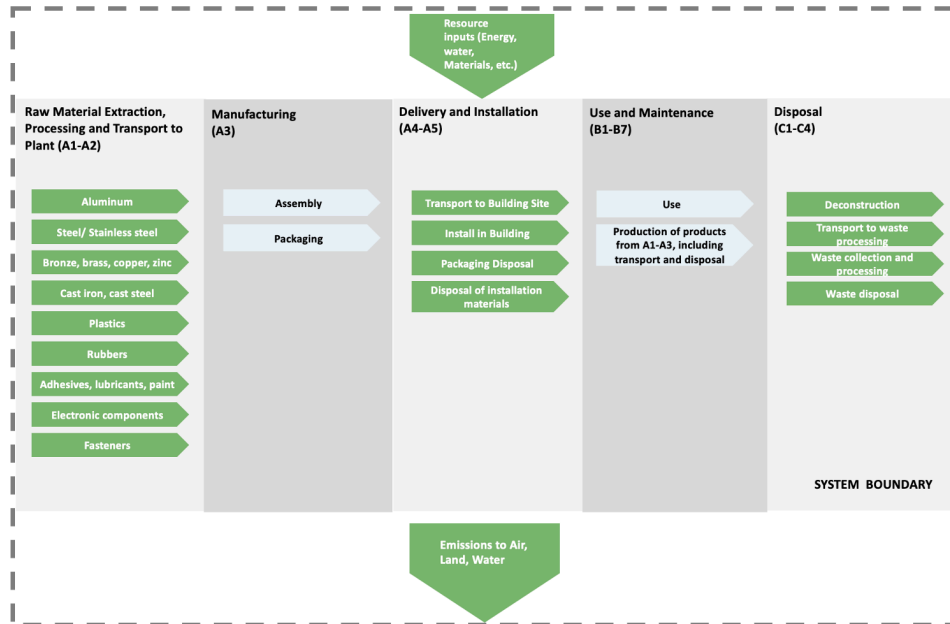 Resource
inputs (Energy,
water,
Materials, etc.)
Raw Material Extraction,
Processing and Transport to
Plant (A1-A2)
Aluminum
Steel/ Stainless steel
Bronze, brass, copper, zinc
Cast iron, cast steel
Plastics
Rubbers
Adhesives, lubricants, paint
Electronic components
Fasteners
Manufacturing
(A3)
Assembly
Packaging
Delivery and Installation
(A4-A5)
Transport to Building Site
Install in Building
Packaging Disposal
Disposal of installation
materials
Use and Maintenance
(B1-B7)
Use
Production of products
from A1-A3, including
transport and disposal
Disposal
(C1-C4)
Deconstruction
Transport to waste
processing
Waste collection and
processing
Waste disposal
SYSTEM BOUNDARY
Emissions to Air,
Land, Water